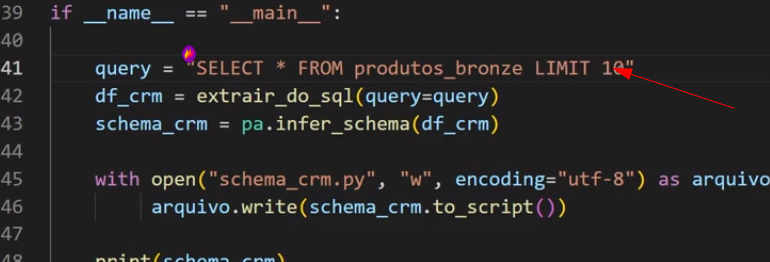 39 if __name__ == "__main__":
40
41 query = "SELECT * FROM produtos_bronze LIMIT 10"
42 df_crm = extrair_do_sql(query=query)
43 schema_crm = pa.infer_schema(df_crm)
44
45 with open("schema_crm.py", "w", encoding="utf-8") as arquivo
46 arquivo.write(schema_crm.to_script())
47
48 print(schema_crm)